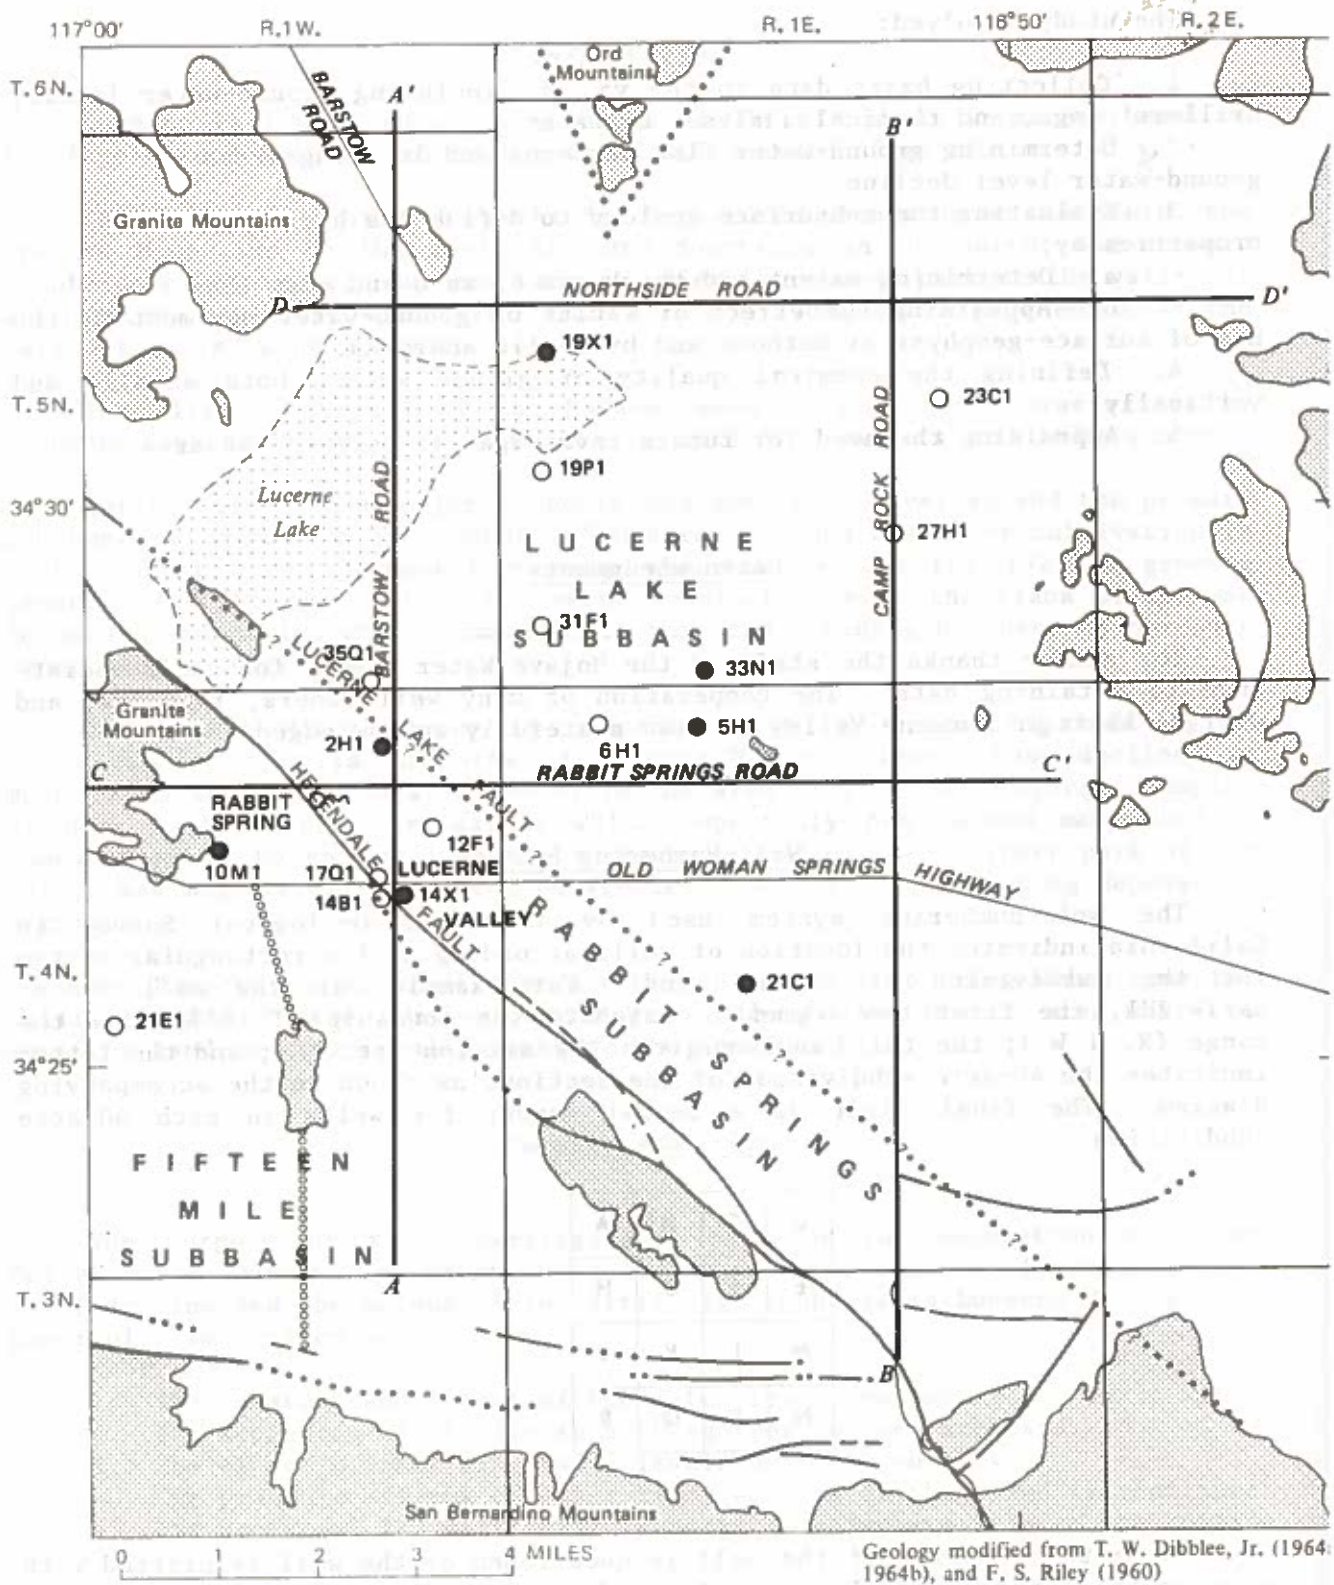 117°00'
R.1W.
R.1E.
116°50'
R.2E.
T.6N.
BARSTOW
ROAD
A'
Ord
Mountains
B'
Granite Mountains
D
NORTHSIDE ROAD
D'
19X1
T.5N.
23C1
19P1
34°30'
Lucerne
Lake
BARSTOW ROAD
CAMP ROCK ROAD
27H1
LUCERNE
LAKE
SUBBASIN
31F1
35Q1
33N1
?
LUCERNE LAKE FAULT
Granite
Mountains
2H1
5H1
6H1
C
RABBIT SPRINGS ROAD
C'
HELENDALE FAULT
RABBIT
SPRING
12F1
?
10M1
17Q1
LUCERNE
VALLEY
OLD WOMAN SPRINGS HIGHWAY
14B1
14X1
RABBIT SPRINGS
SUBBASIN
?
T.4N.
21C1
21E1
?
?
34°25'
FIFTEEN
MILE
SUBBASIN
?
?
A
T.3N.
?
B
San Bernardino Mountains
0 1 2 3 4 MILES
Geology modified from T. W. Dibblee, Jr. (1964
1964b), and F. S. Riley (1960)